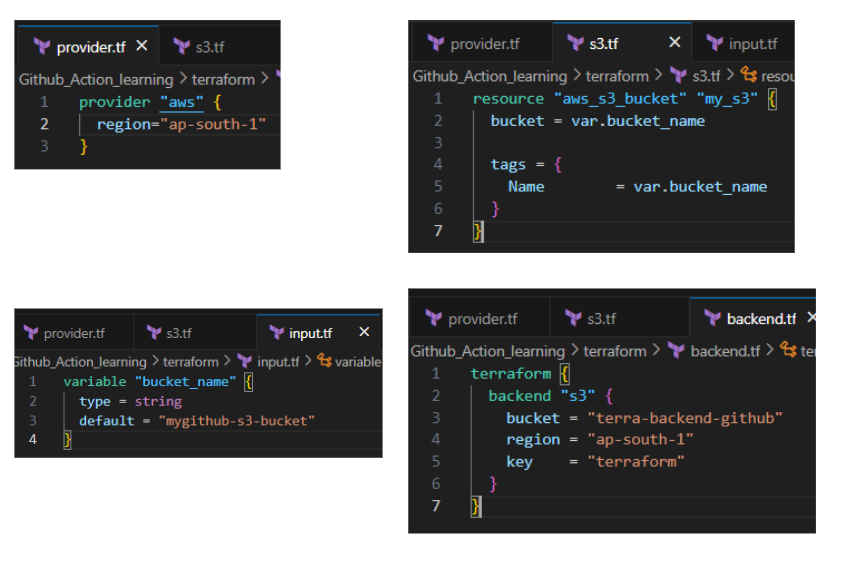 provider.tf × s3.tf
Github_Action_learning > terraform >
1 provider "aws" {
2 region="ap-south-1"
3 }
provider.tf s3.tf × input.tf
Github_Action_learning > terraform > s3.tf > resou
1 resource "aws_s3_bucket" "my_s3" {
2 bucket = var.bucket_name
3
4 tags = {
5 Name = var.bucket_name
6 }
7 }
provider.tf s3.tf input.tf ×
Github_Action_learning > terraform > input.tf > variable
1 variable "bucket_name" {
2 type = string
3 default = "mygithub-s3-bucket"
4 }
provider.tf s3.tf backend.tf ×
Github_Action_learning > terraform > backend.tf > te
1 terraform {
2 backend "s3" {
3 bucket = "terra-backend-github"
4 region = "ap-south-1"
5 key = "terraform"
6 }
7 }